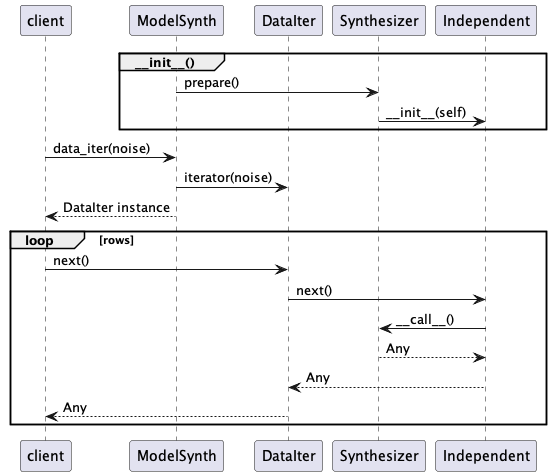 client ModelSynth DataIter Synthesizer Independent
__init__()
prepare()
__init__(self)
data_iter(noise)
iterator(noise)
DataIter instance
loop [rows]
next()
next()
__call__()
Any
Any
Any
client ModelSynth DataIter Synthesizer Independent